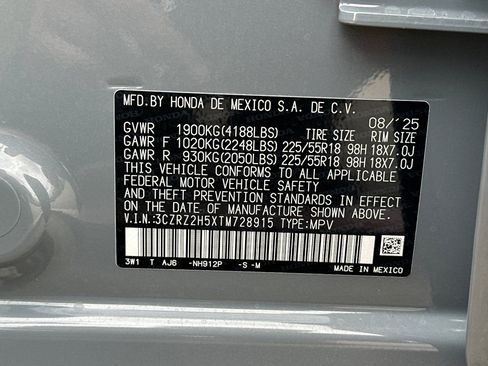 MFD.BY HONDA DE MEXICO S.A. DE C.V. 08/'25
GVWR 1900KG(4188LBS) TIRE SIZE RIM SIZE
GAWR F 1020KG(2248LBS) 225/55R18 98H 18X7.0J
GAWR R 930KG(2050LBS) 225/55R18 98H 18X7.0J
THIS VEHICLE CONFORMS TO ALL APPLICABLE
FEDERAL MOTOR VEHICLE SAFETY
AND THEFT PREVENTION STANDARDS IN EFFECT
ON THE DATE OF MANUFACTURE SHOWN ABOVE.
V.I.N.:3CZRZ2H5XTM728915 TYPE:MPV
3W1 T AJ6 -NH912P -S -M MADE IN MEXICO